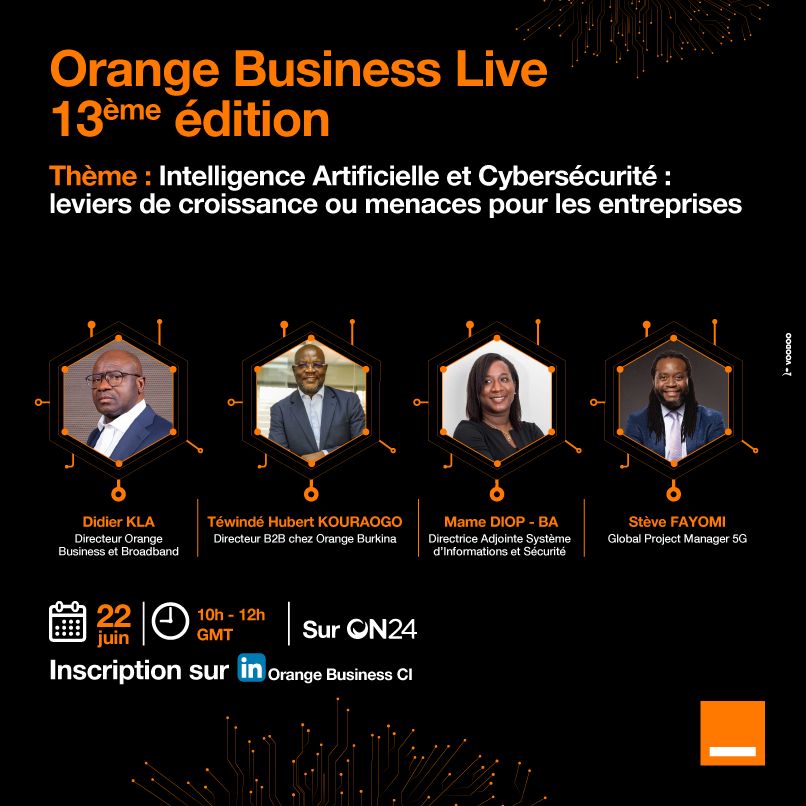 Orange Business Live
13ème édition
Thème : Intelligence Artificielle et Cybersécurité :
leviers de croissance ou menaces pour les entreprises
VOODOO
Didier KLA
Directeur Orange
Business et Broadband
Téwindé Hubert KOURAOGO
Directeur B2B chez Orange Burkina
Mame DIOP - BA
Directrice Adjointe Système
d'Informations et Sécurité
Stève FAYOMI
Global Project Manager 5G
22
juin
10h - 12h
GMT
Sur ON24
Inscription sur in Orange Business CI